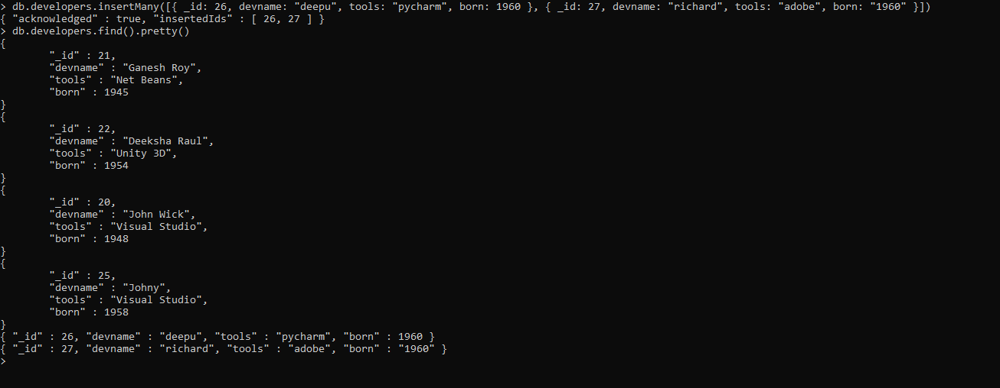 > db.developers.insertMany([{ _id: 26, devname: "deepu", tools: "pycharm", born: 1960 }, { _id: 27, devname: "richard", tools: "adobe", born: "1960" }])
{ "acknowledged" : true, "insertedIds" : [ 26, 27 ] }
> db.developers.find().pretty()
{
        "_id" : 21,
        "devname" : "Ganesh Roy",
        "tools" : "Net Beans",
        "born" : 1945
}
{
        "_id" : 22,
        "devname" : "Deeksha Raul",
        "tools" : "Unity 3D",
        "born" : 1954
}
{
        "_id" : 20,
        "devname" : "John Wick",
        "tools" : "Visual Studio",
        "born" : 1948
}
{
        "_id" : 25,
        "devname" : "Johny",
        "tools" : "Visual Studio",
        "born" : 1958
}
{ "_id" : 26, "devname" : "deepu", "tools" : "pycharm", "born" : 1960 }
{ "_id" : 27, "devname" : "richard", "tools" : "adobe", "born" : "1960" }
>